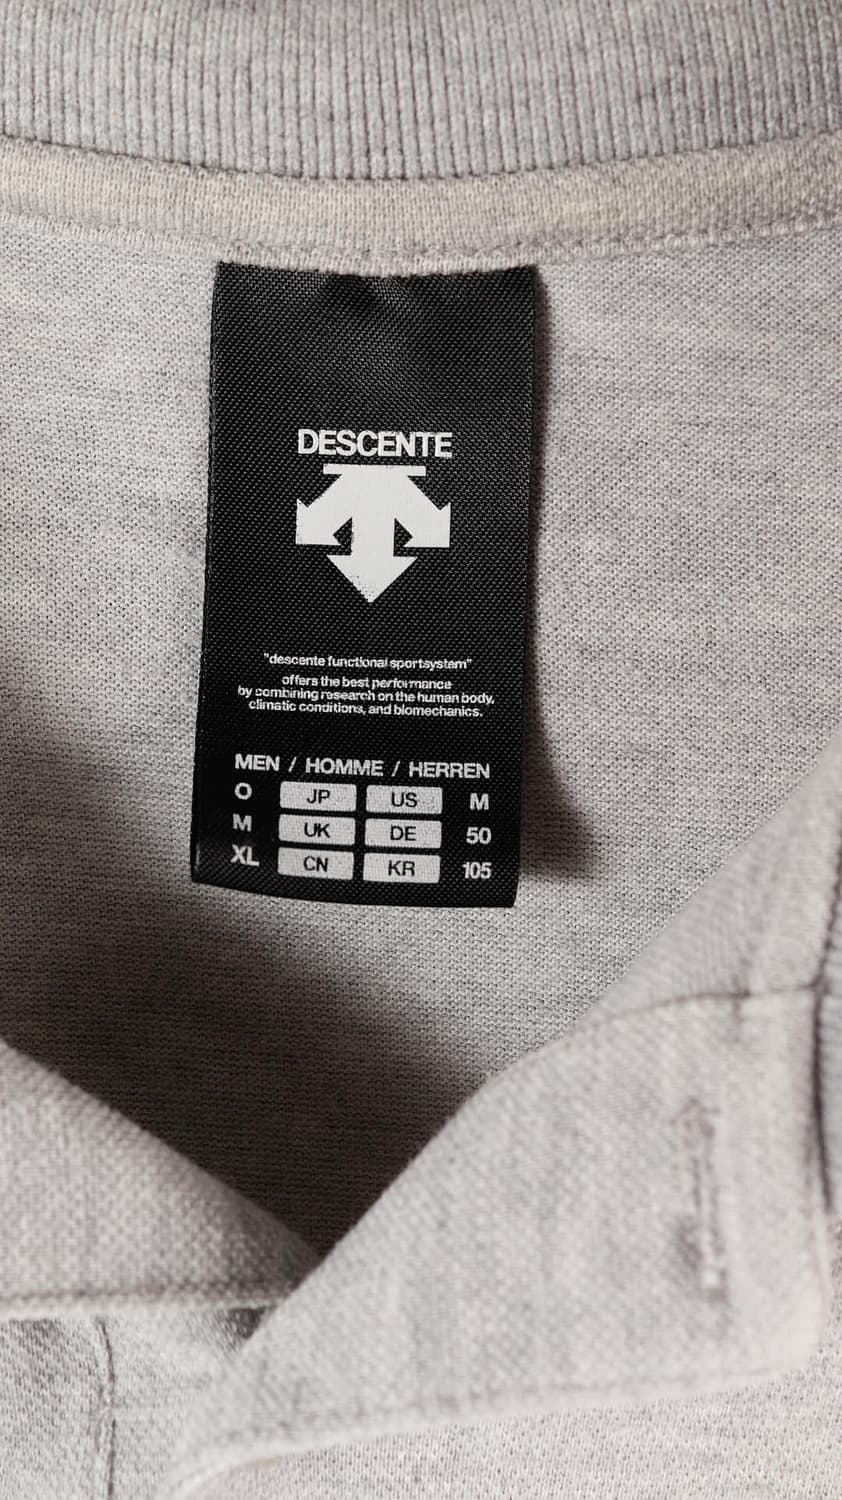 DESCENTE
"descente functional sportsystem"
offers the best performance
by combining research on the human body,
climatic conditions, and biomechanics.
MEN / HOMME / HERREN
O JP US M
M UK DE 50
XL CN KR 105